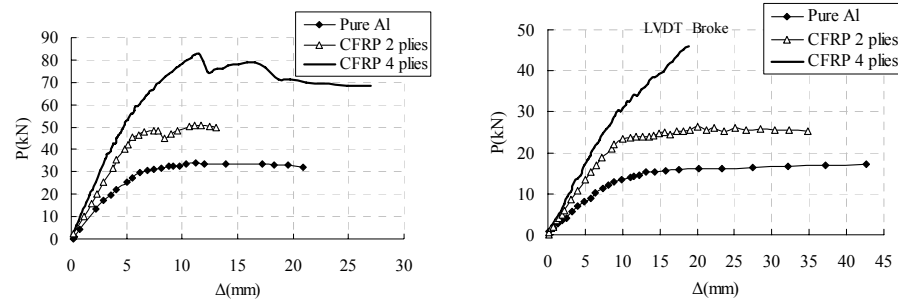 Pure Al
CFRP 2 plies
CFRP 4 plies
P(kN)
90
80
70
60
50
40
30
20
10
0
0 5 10 15 20 25 30
Δ(mm)
LVDT Broke
Pure Al
CFRP 2 plies
CFRP 4 plies
P(kN)
50
40
30
20
10
0
0 5 10 15 20 25 30 35 40 45
Δ(mm)